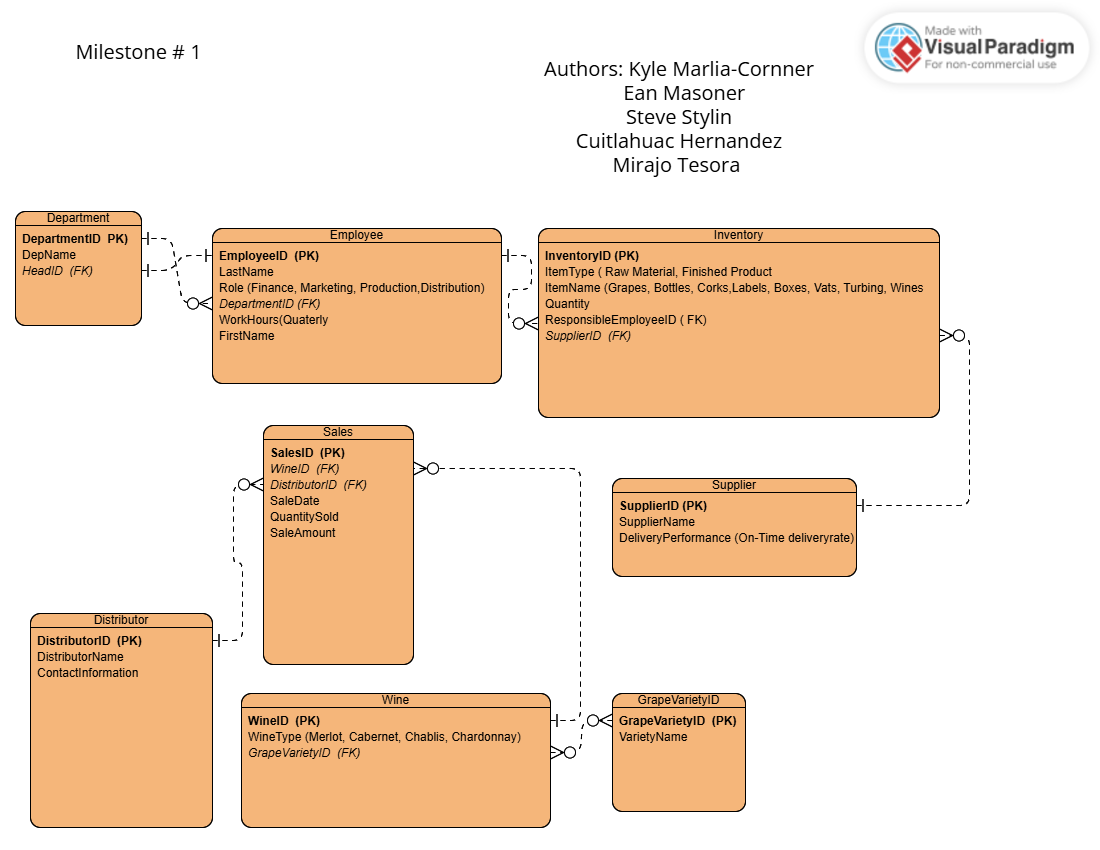 Milestone # 1
Made with
Visual Paradigm
For non-commercial use
Authors: Kyle Marlia-Cornner
Ean Masoner
Steve Stylin
Cuitlahuac Hernandez
Mirajo Tesora
Department
DepartmentID  PK)
DepName
HeadID  (FK)
Employee
EmployeeID  (PK)
LastName
Role (Finance, Marketing, Production,Distribution)
DepartmentID (FK)
WorkHours(Quaterly
FirstName
Inventory
InventoryID (PK)
ItemType ( Raw Material, Finished Product
ItemName (Grapes, Bottles, Corks,Labels, Boxes, Vats, Turbing, Wines
Quantity
ResponsibleEmployeeID ( FK)
SupplierID  (FK)
Sales
SalesID  (PK)
WineID  (FK)
DistributorID  (FK)
SaleDate
QuantitySold
SaleAmount
Supplier
SupplierID (PK)
SupplierName
DeliveryPerformance (On-Time deliveryrate)
Distributor
DistributorID  (PK)
DistributorName
ContactInformation
Wine
WineID  (PK)
WineType (Merlot, Cabernet, Chablis, Chardonnay)
GrapeVarietyID  (FK)
GrapeVarietyID
GrapeVarietyID  (PK)
VarietyName